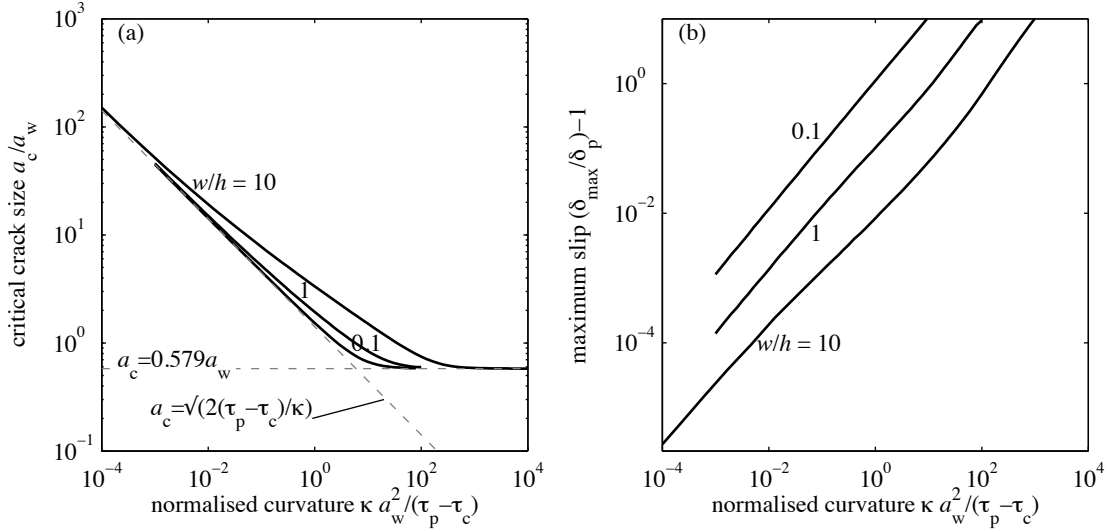 (a)
critical crack size a_c/a_w
10^3
10^2
10^1
10^0
10^−1
w/h = 10
1
0.1
a_c=0.579a_w
a_c=√(2(τ_p−τ_c)/κ)
10^−4 10^−2 10^0 10^2 10^4
normalised curvature κ a_w^2/(τ_p−τ_c)
(b)
maximum slip (δ_max/δ_p)−1
10^0
10^−2
10^−4
0.1
1
w/h = 10
10^−4 10^−2 10^0 10^2 10^4
normalised curvature κ a_w^2/(τ_p−τ_c)